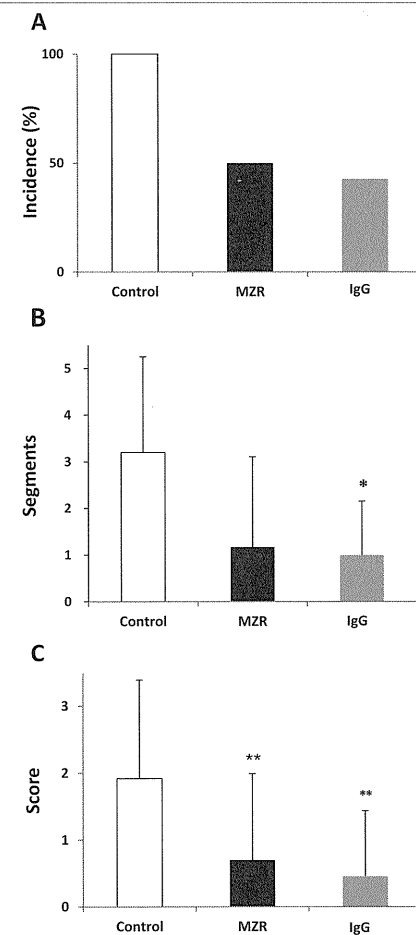 A
100
50
0
Incidence (%)
Control MZR IgG
B
5
4
3
2
1
0
Segments
*
Control MZR IgG
C
3
2
1
0
Score
**
**
Control MZR IgG